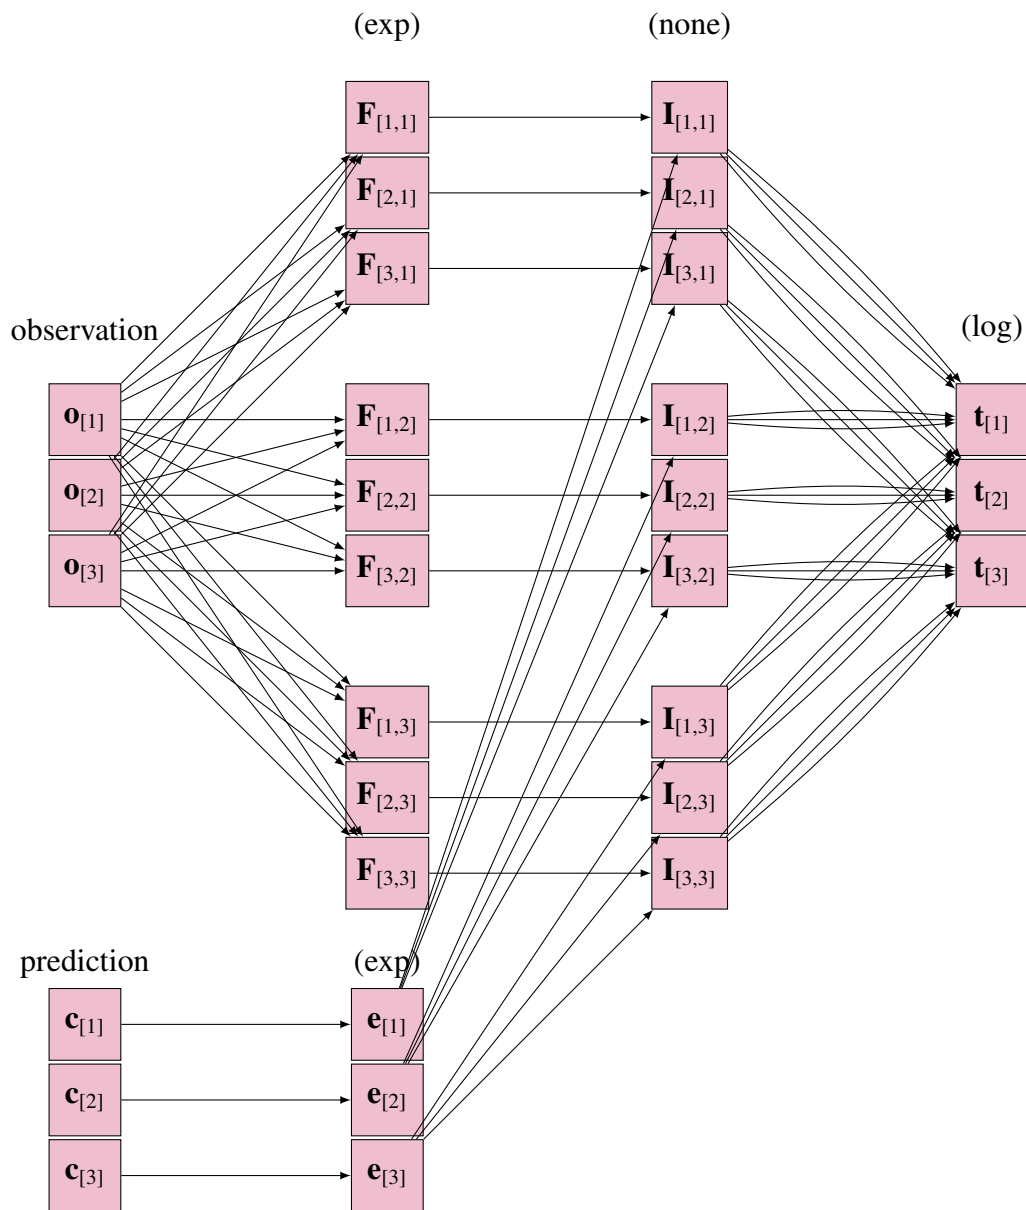 (exp) (none)
F[1,1] I[1,1]
F[2,1] I[2,1]
F[3,1] I[3,1]
observation (log)
o[1] F[1,2] I[1,2] t[1]
o[2] F[2,2] I[2,2] t[2]
o[3] F[3,2] I[3,2] t[3]
F[1,3] I[1,3]
F[2,3] I[2,3]
F[3,3] I[3,3]
prediction (exp)
c[1] e[1]
c[2] e[2]
c[3] e[3]